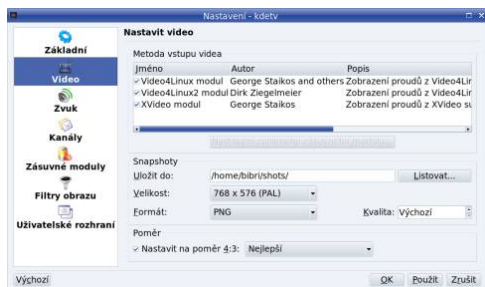 Nastavení - kdetv
Základní
Video
Zvuk
Kanály
Zásuvné moduly
Filtry obrazu
Uživatelské rozhraní
Nastavit video
Metoda vstupu videa
Jméno Autor Popis
Video4Linux modul George Staikos and others Zobrazení proudů z Video4Lin
Video4Linux2 modul Dirk Ziegelmeier Zobrazení proudů z Video4Lin
XVideo modul George Staikos Zobrazení proudů z XVideo su
Snapshoty
Uložit do: /home/bibri/shots/ Listovat...
Velikost: 768 x 576 (PAL)
Formát: PNG Kvalita: Výchozí
Poměr
Nastavit na poměr 4:3: Nejlepší
Výchozí OK Použít Zrušit